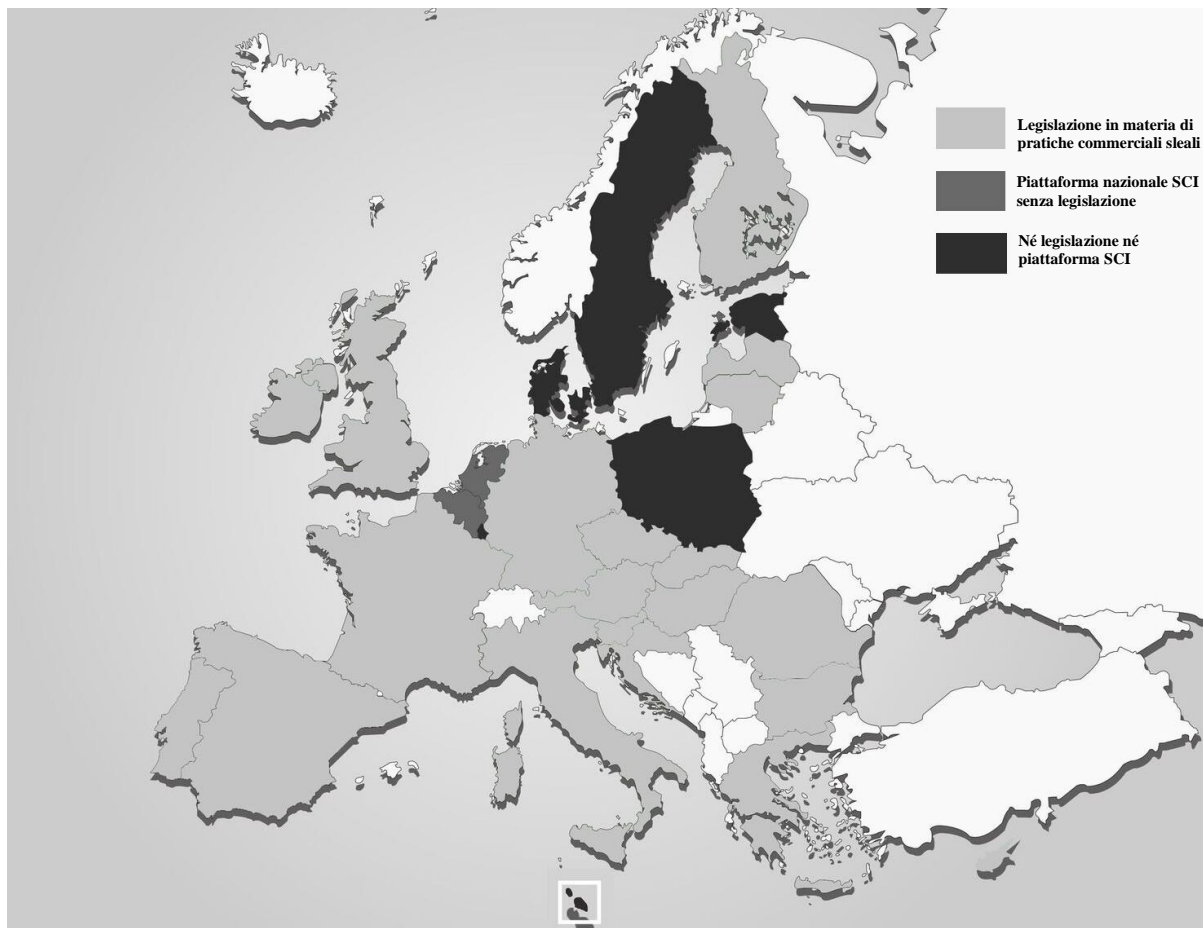 Legislazione in materia di
pratiche commerciali sleali
Piattaforma nazionale SCI
senza legislazione
Né legislazione né
piattaforma SCI